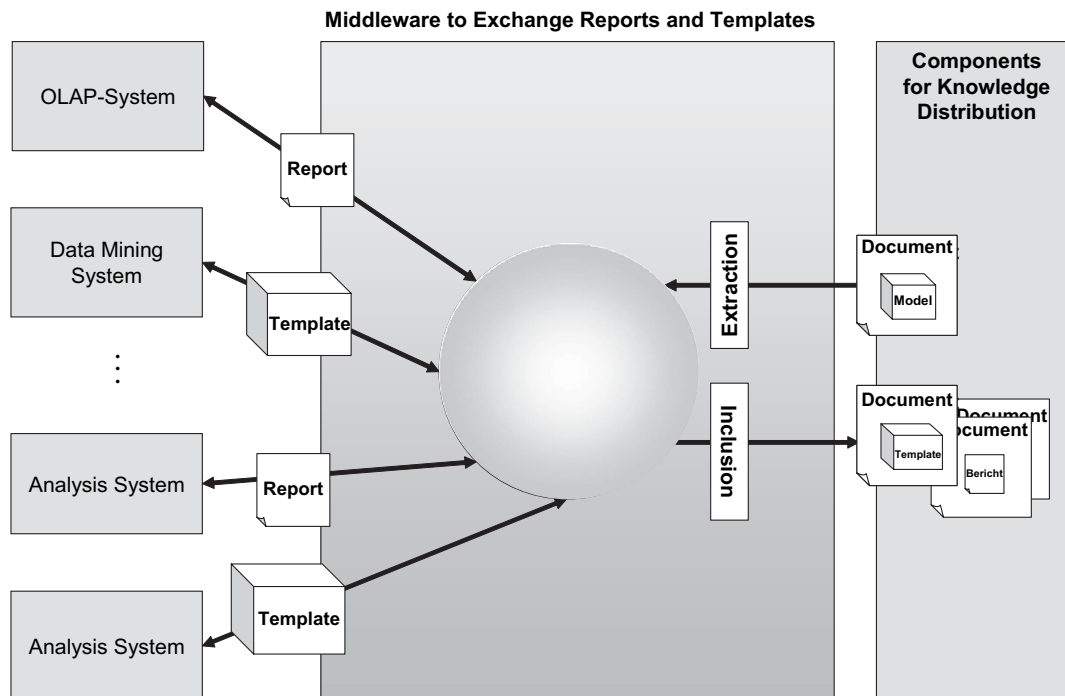 Middleware to Exchange Reports and Templates
OLAP-System
Data Mining
System
. . .
Analysis System
Analysis System
Report
Template
Report
Template
Extraction
Inclusion
Components
for Knowledge
Distribution
Document
Model
Document
Template
Document
ocument
Bericht